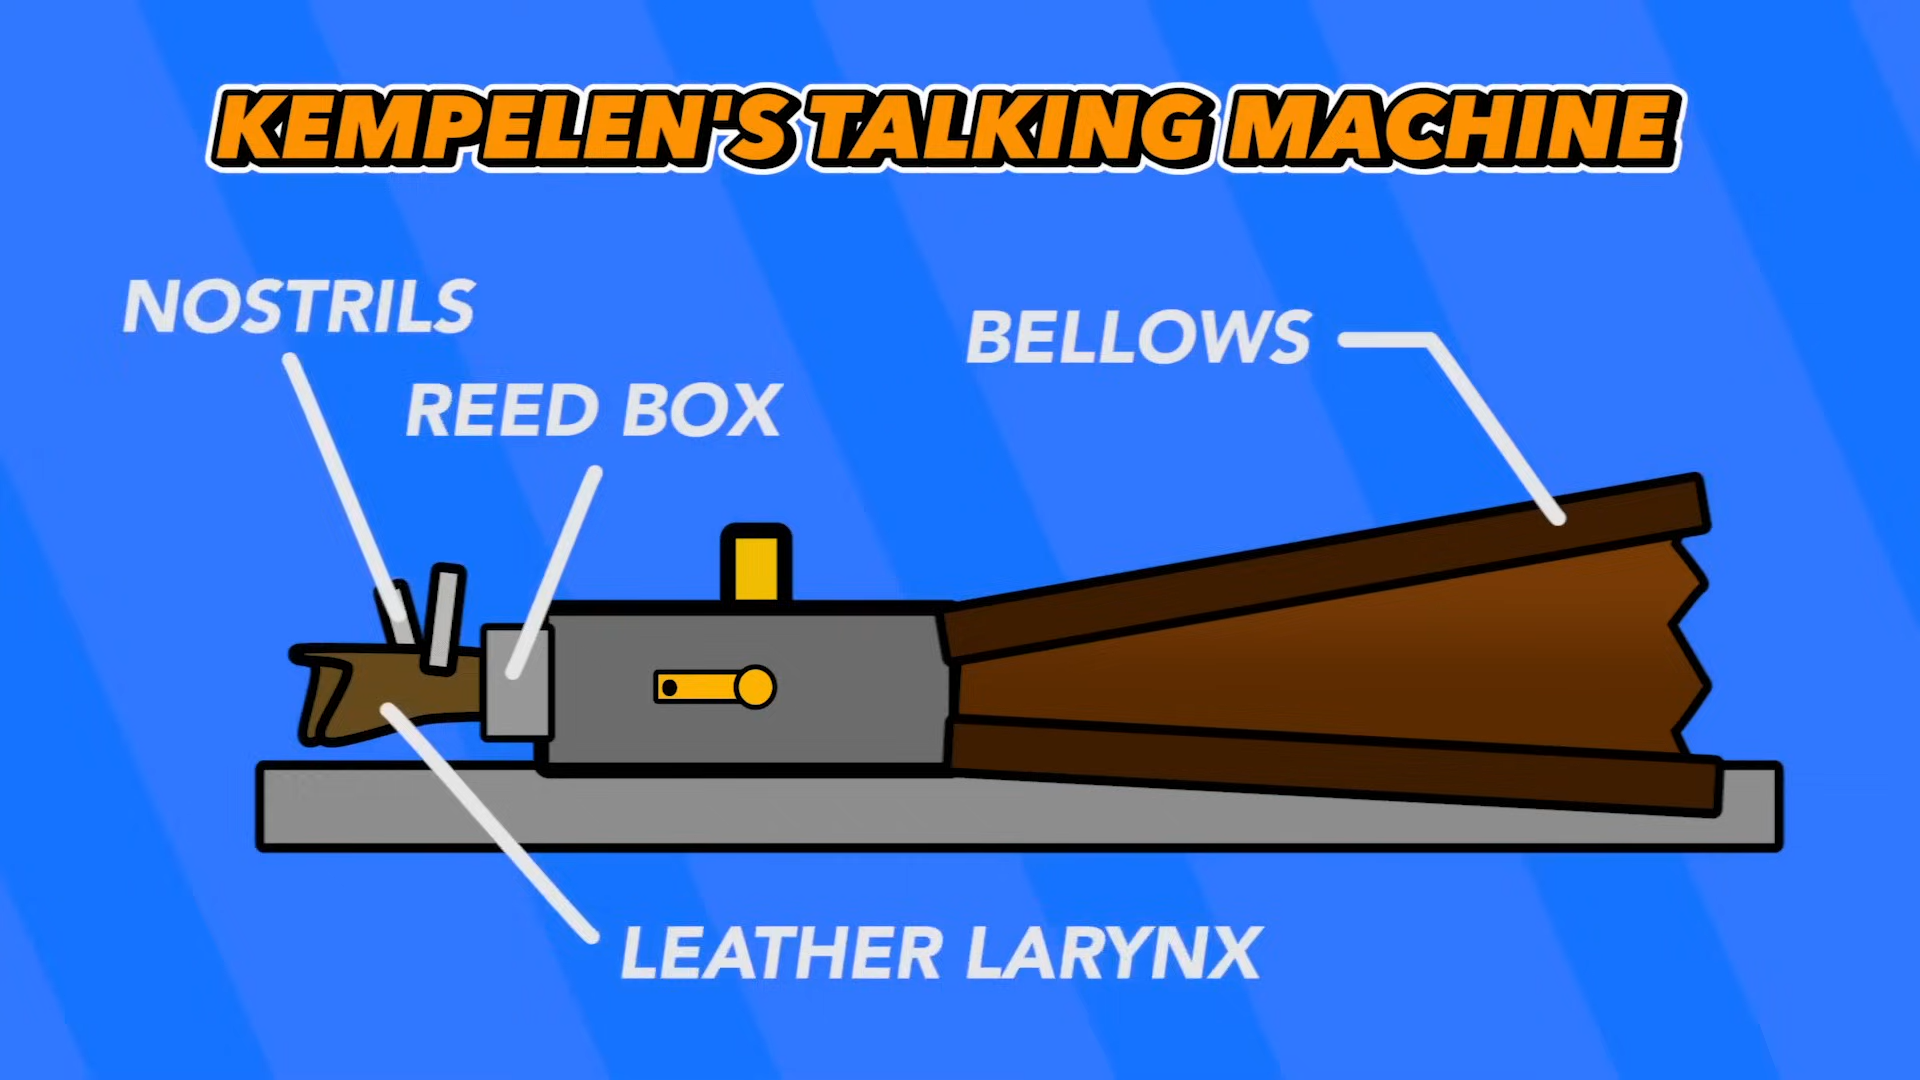 KEMPELEN'S TALKING MACHINE
NOSTRILS
BELLOWS
REED BOX
LEATHER LARYNX